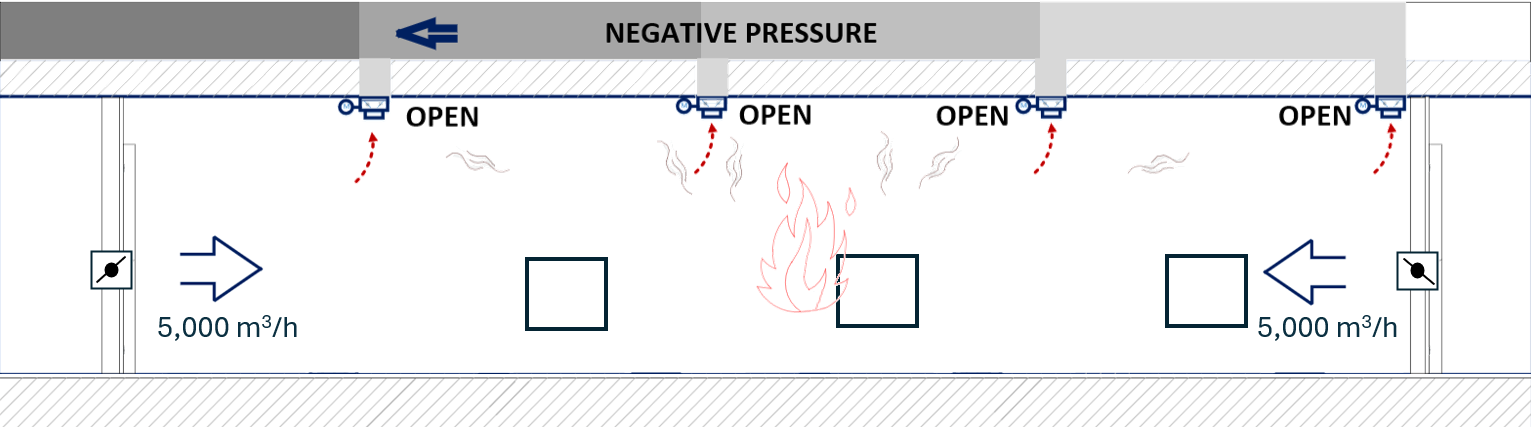 NEGATIVE PRESSURE
OPEN
OPEN
OPEN
OPEN
5,000 m³/h
5,000 m³/h